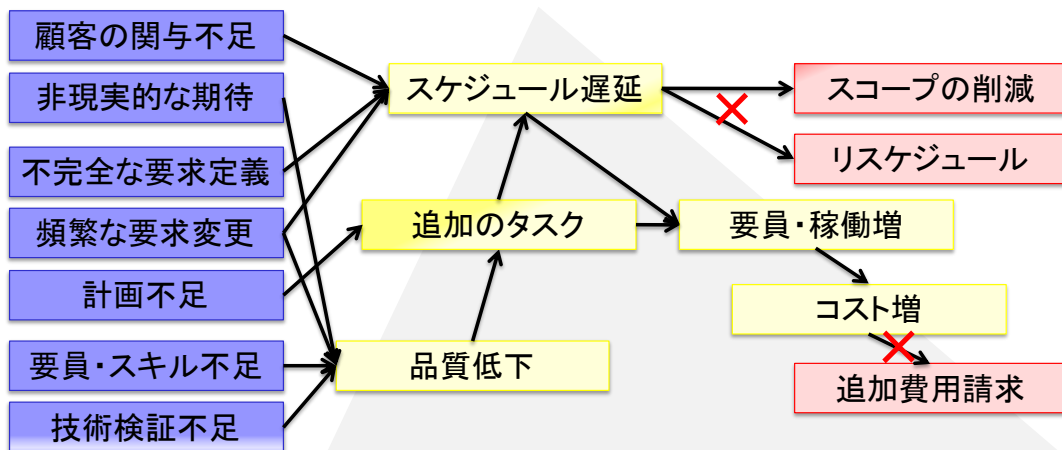 顧客の関与不足
非現実的な期待
不完全な要求定義
頻繁な要求変更
計画不足
要員・スキル不足
技術検証不足
スケジュール遅延
追加のタスク
品質低下
スコープの削減
リスケジュール
要員・稼働増
コスト増
追加費用請求